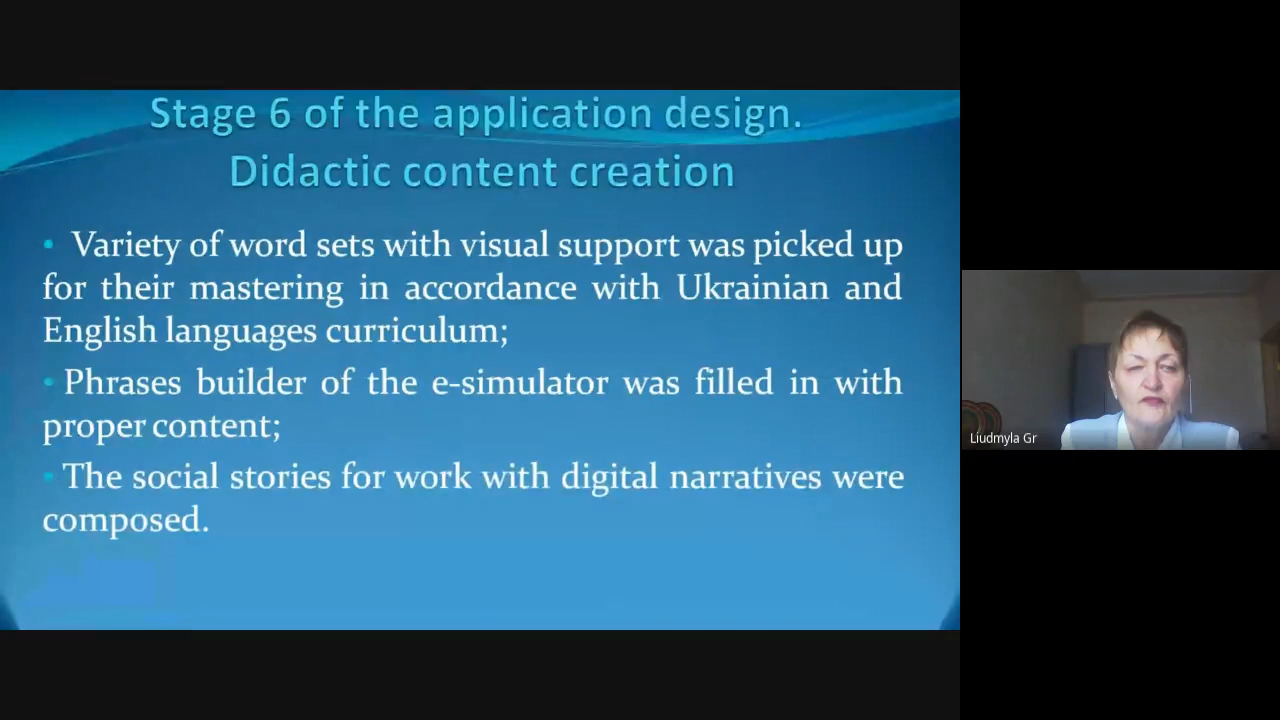 Stage 6 of the application design.
Didactic content creation
• Variety of word sets with visual support was picked up
for their mastering in accordance with Ukrainian and
English languages curriculum;
• Phrases builder of the e-simulator was filled in with
proper content;
• The social stories for work with digital narratives were
composed.
Liudmyla Gr